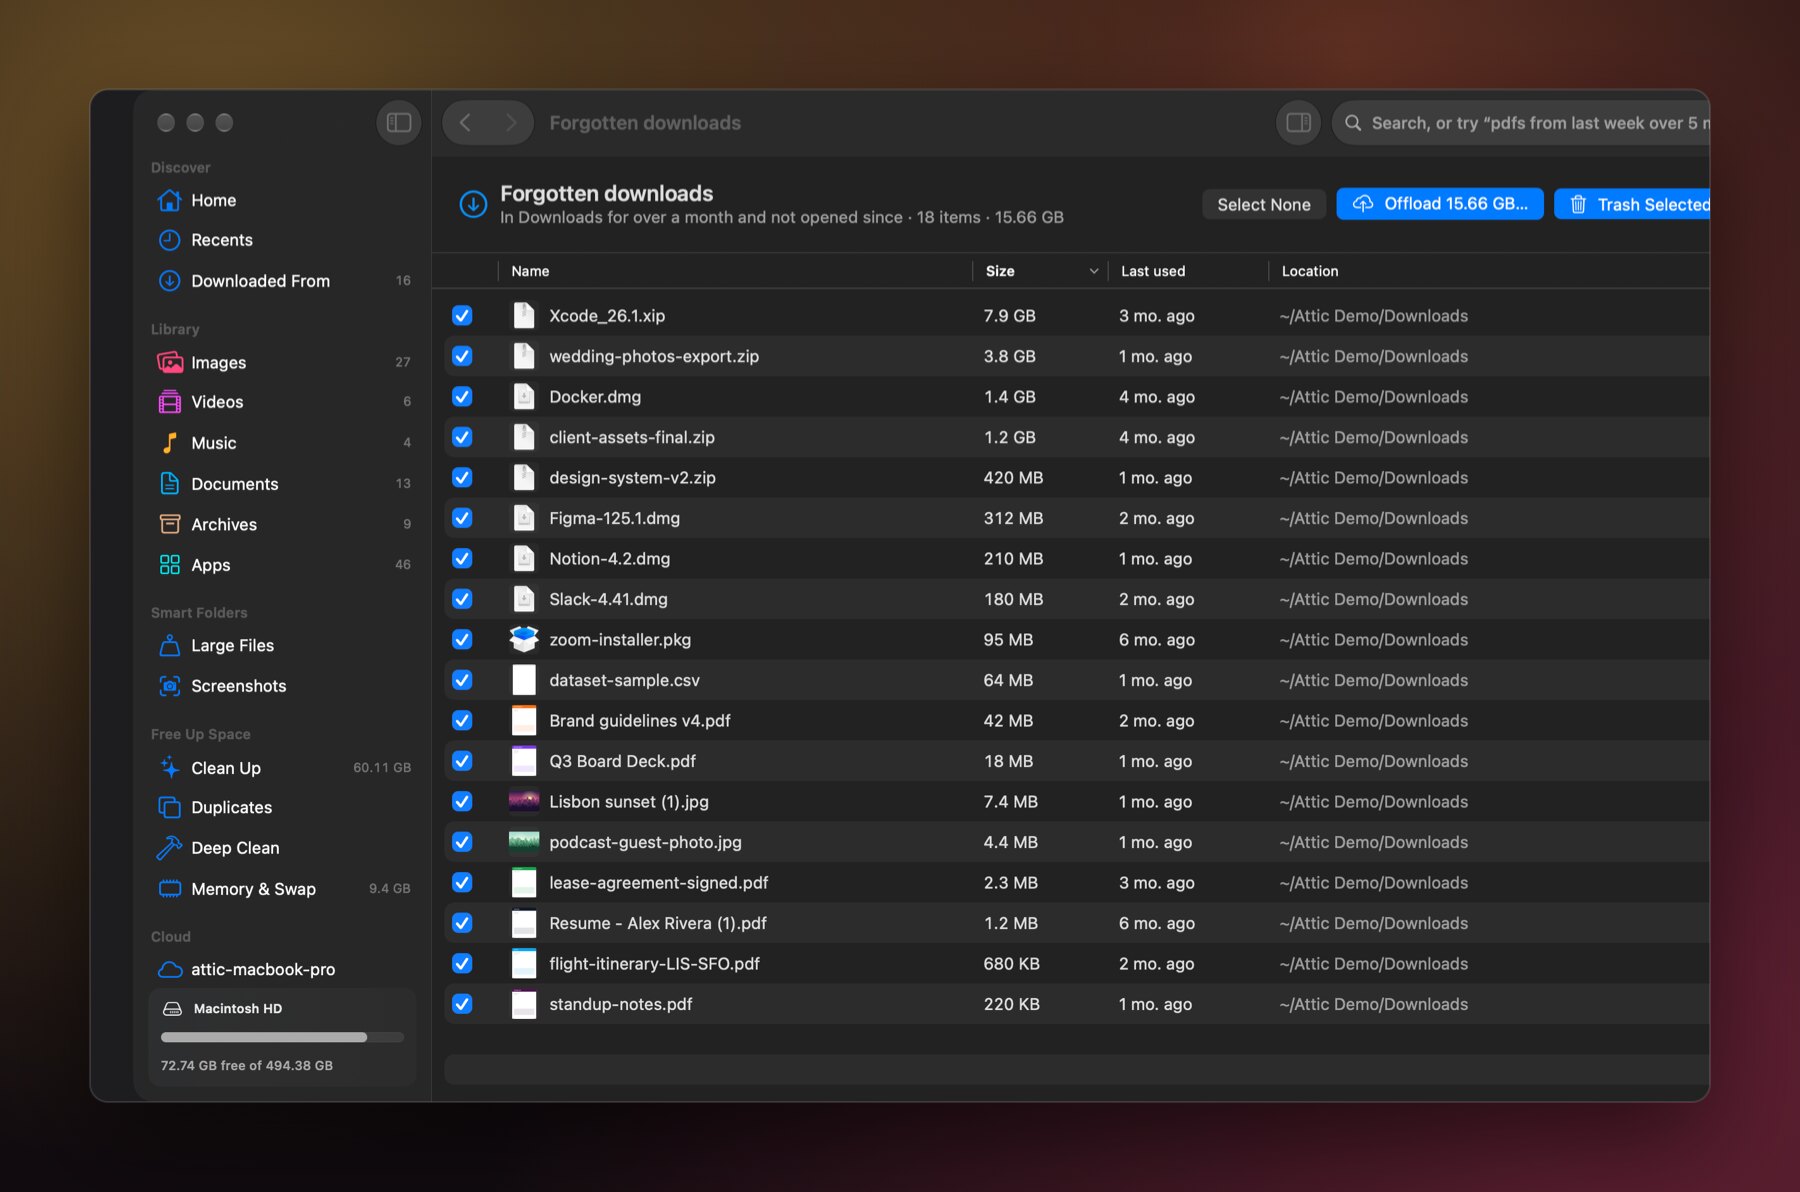 Forgotten downloads
Search, or try “pdfs from last week over 5
Discover
Home
Recents
Downloaded From 16
Library
Images 27
Videos 6
Music 4
Documents 13
Archives 9
Apps 46
Smart Folders
Large Files
Screenshots
Free Up Space
Clean Up 60.11 GB
Duplicates
Deep Clean
Memory & Swap 9.4 GB
Cloud
attic-macbook-pro
Macintosh HD
72.74 GB free of 494.38 GB
Forgotten downloads
In Downloads for over a month and not opened since · 18 items · 15.66 GB
Select None
Offload 15.66 GB...
Trash Selected
Name Size Last used Location
Xcode_26.1.xip 7.9 GB 3 mo. ago ~/Attic Demo/Downloads
wedding-photos-export.zip 3.8 GB 1 mo. ago ~/Attic Demo/Downloads
Docker.dmg 1.4 GB 4 mo. ago ~/Attic Demo/Downloads
client-assets-final.zip 1.2 GB 4 mo. ago ~/Attic Demo/Downloads
design-system-v2.zip 420 MB 1 mo. ago ~/Attic Demo/Downloads
Figma-125.1.dmg 312 MB 2 mo. ago ~/Attic Demo/Downloads
Notion-4.2.dmg 210 MB 1 mo. ago ~/Attic Demo/Downloads
Slack-4.41.dmg 180 MB 2 mo. ago ~/Attic Demo/Downloads
zoom-installer.pkg 95 MB 6 mo. ago ~/Attic Demo/Downloads
dataset-sample.csv 64 MB 1 mo. ago ~/Attic Demo/Downloads
Brand guidelines v4.pdf 42 MB 2 mo. ago ~/Attic Demo/Downloads
Q3 Board Deck.pdf 18 MB 1 mo. ago ~/Attic Demo/Downloads
Lisbon sunset (1).jpg 7.4 MB 1 mo. ago ~/Attic Demo/Downloads
podcast-guest-photo.jpg 4.4 MB 1 mo. ago ~/Attic Demo/Downloads
lease-agreement-signed.pdf 2.3 MB 3 mo. ago ~/Attic Demo/Downloads
Resume - Alex Rivera (1).pdf 1.2 MB 6 mo. ago ~/Attic Demo/Downloads
flight-itinerary-LIS-SFO.pdf 680 KB 2 mo. ago ~/Attic Demo/Downloads
standup-notes.pdf 220 KB 1 mo. ago ~/Attic Demo/Downloads